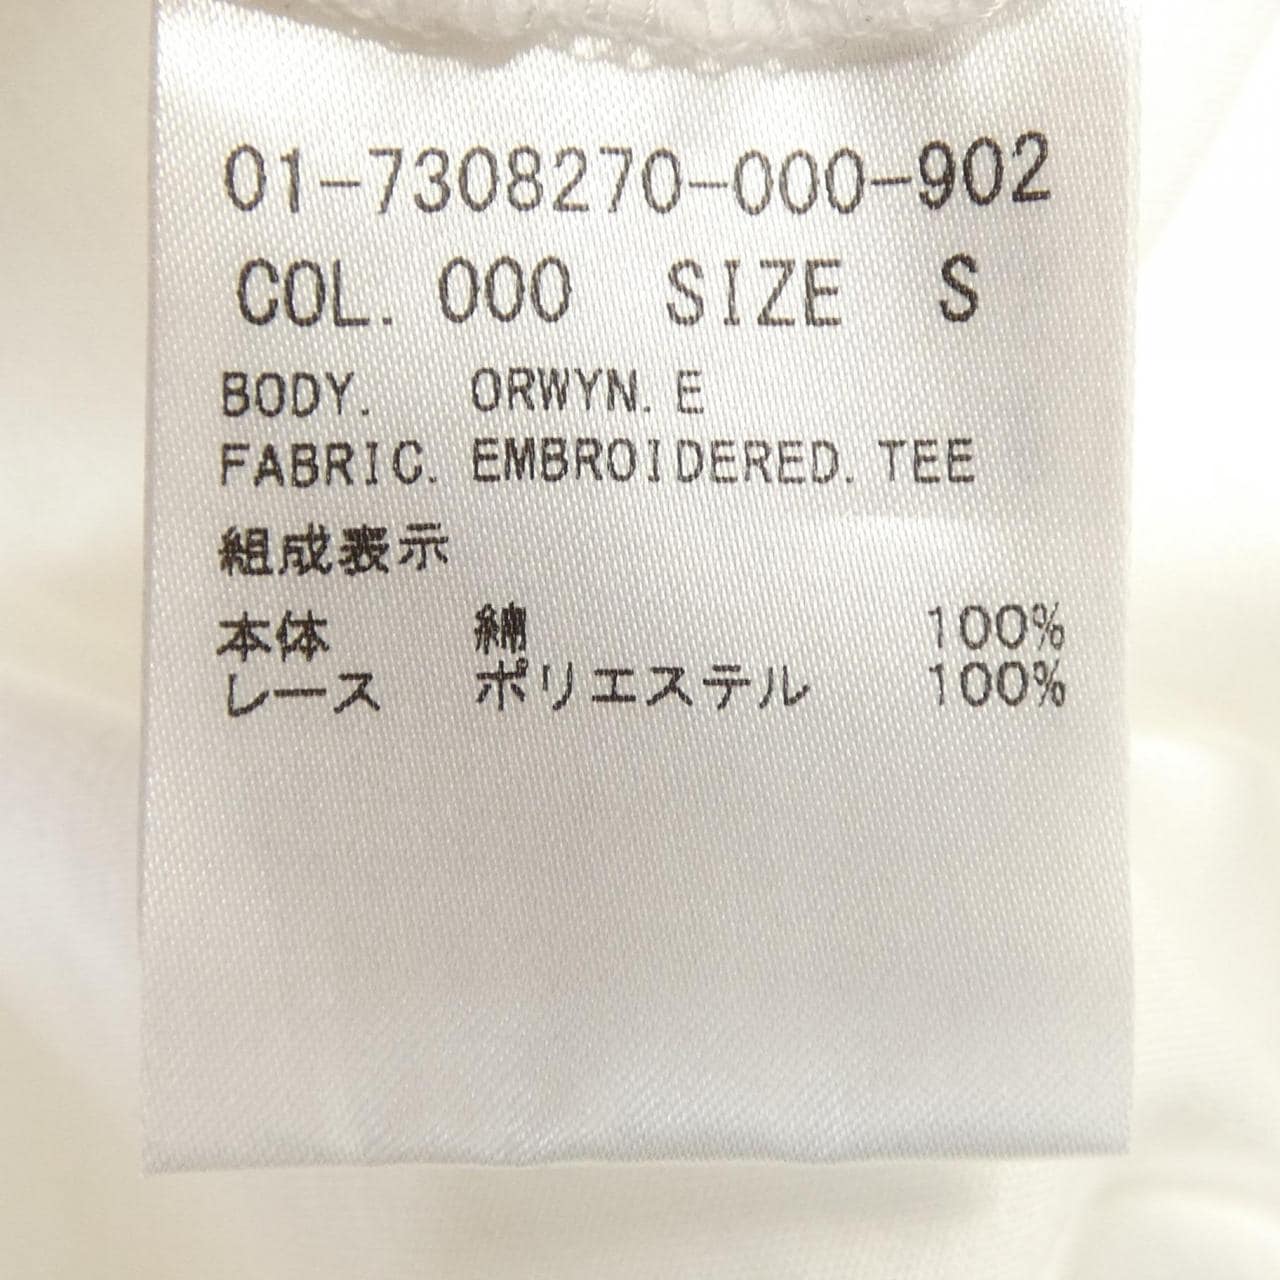 01-7308270-000-902
COL. 000 SIZE S
BODY. ORWYN. E
FABRIC. EMBROIDERED. TEE
組成表示
本体 綿 100%
レース ポリエステル 100%